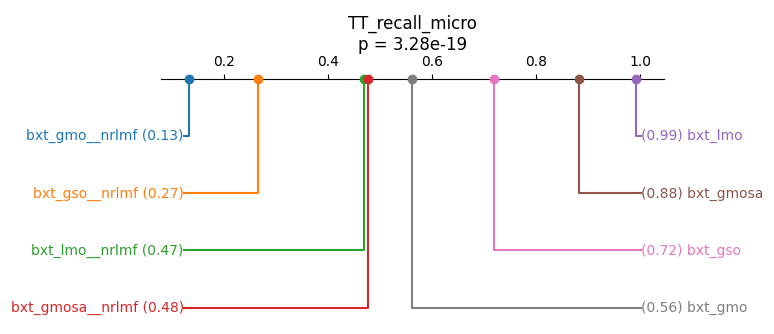 TT_recall_micro
p = 3.28e-19
0.2 0.4 0.6 0.8 1.0
bxt_gmo__nrlmf (0.13) (0.99) bxt_lmo
bxt_gso__nrlmf (0.27) (0.88) bxt_gmosa
bxt_lmo__nrlmf (0.47) (0.72) bxt_gso
bxt_gmosa__nrlmf (0.48) (0.56) bxt_gmo